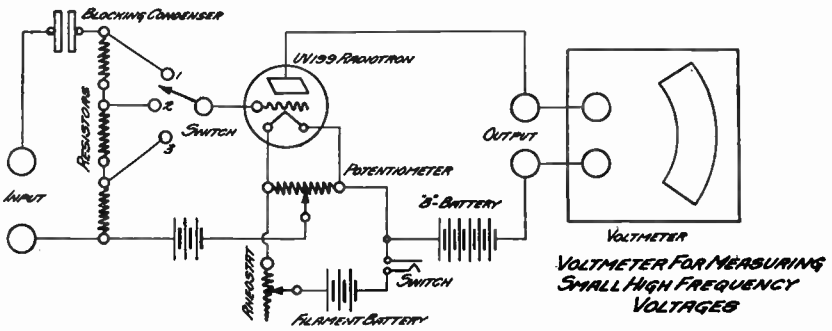 BLOCKING CONDENSER
UV199 RADIOTRON
1
2
3
SWITCH
RESISTORS
INPUT
OUTPUT
POTENTIOMETER
"B"-BATTERY
VOLTMETER
RHEOSTAT
SWITCH
FILAMENT BATTERY
VOLTMETER FOR MEASURING
SMALL HIGH FREQUENCY
VOLTAGES